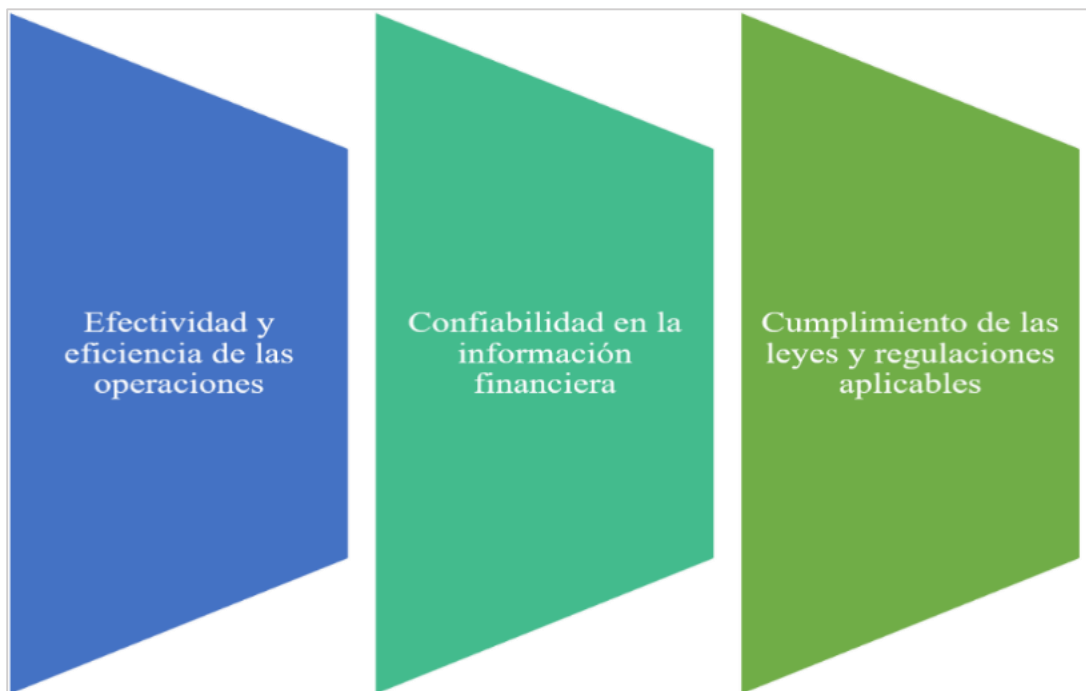 Efectividad y
eficiencia de las
operaciones
Confiabilidad en la
información
financiera
Cumplimiento de las
leyes y regulaciones
aplicables